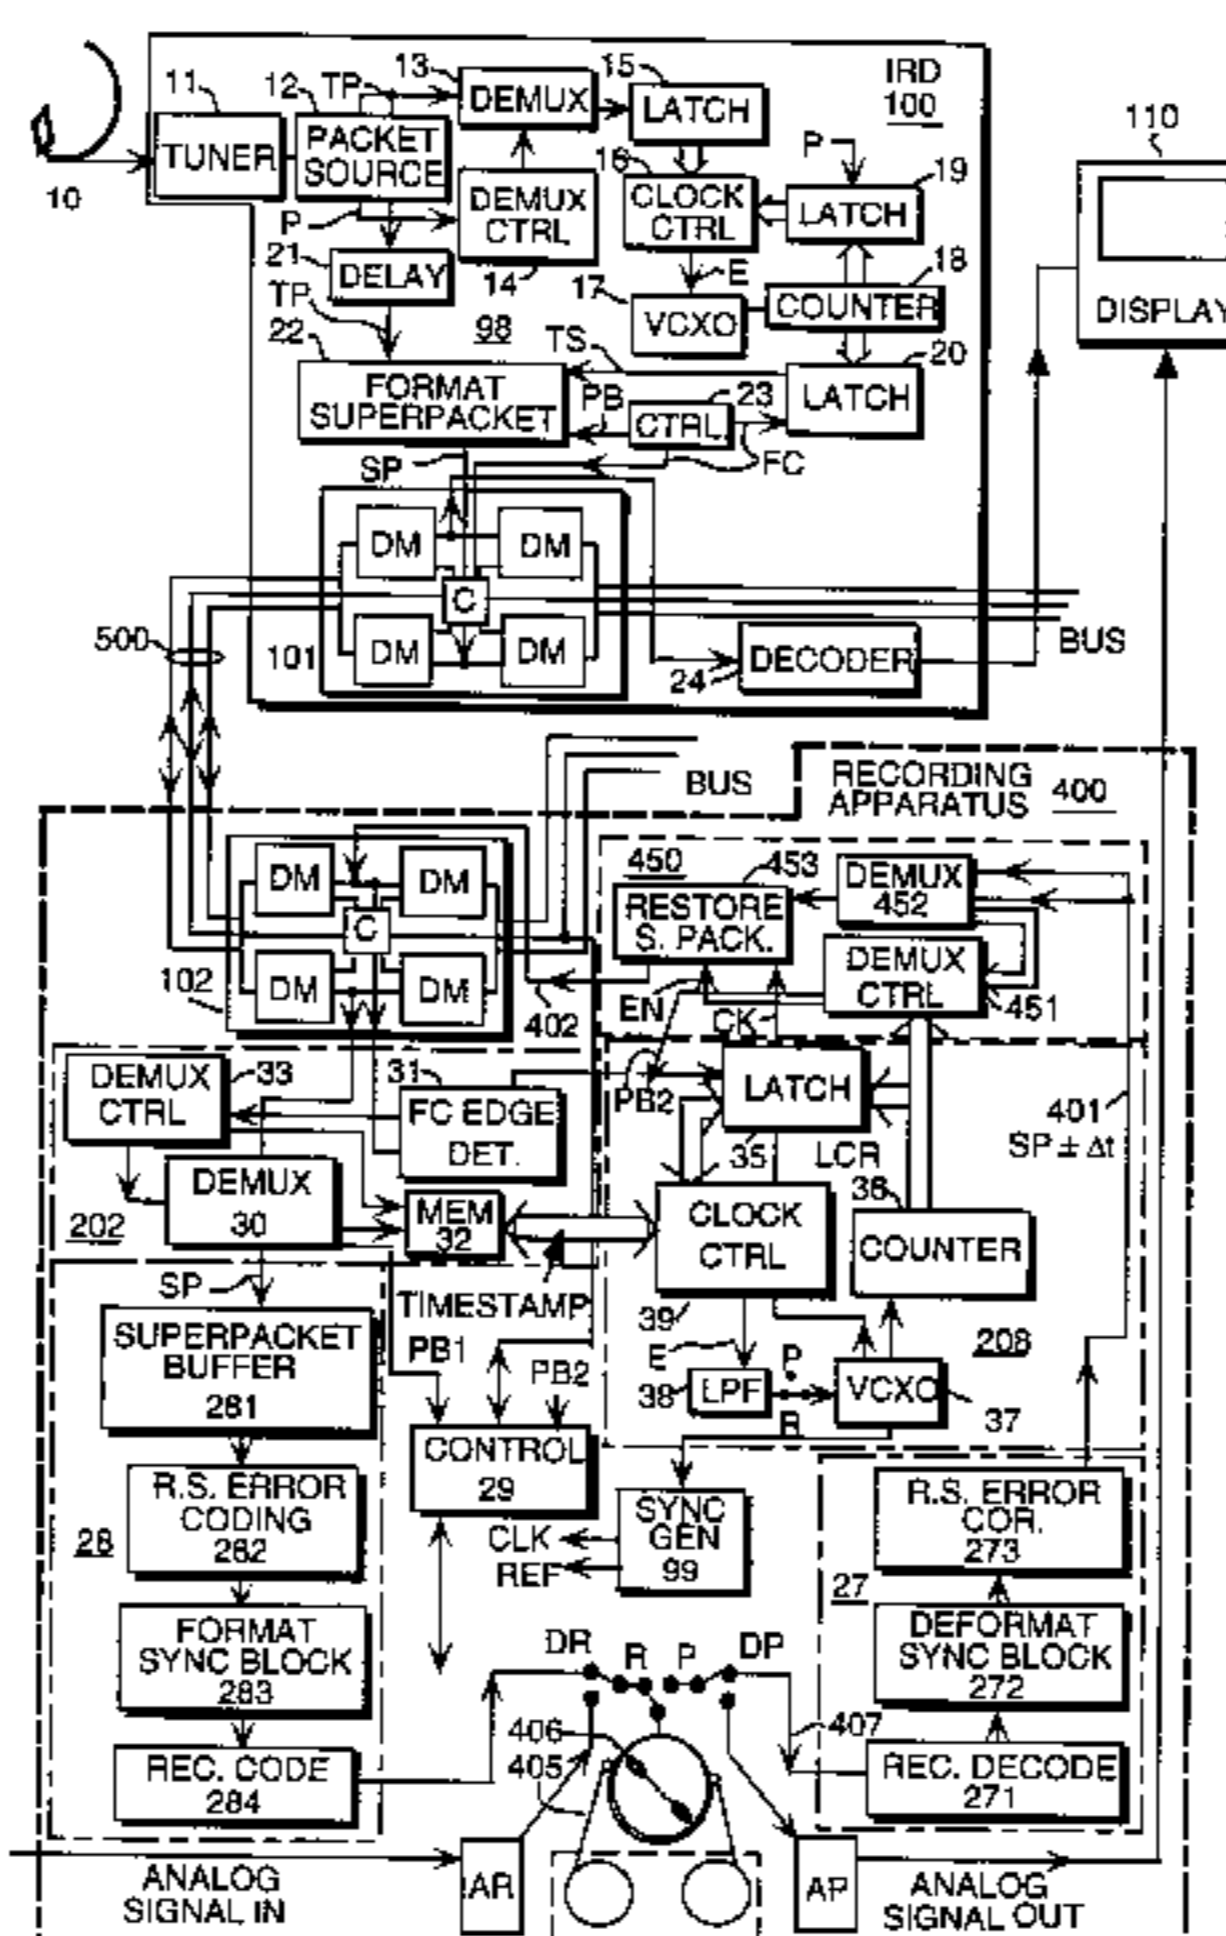 IRD
100
110
11
12
TP
13
15
DEMUX
LATCH
TUNER
PACKET
SOURCE
16
P
19
10
DEMUX
CTRL
CLOCK
CTRL
LATCH
P
21
DELAY
14
17
E
18
TP
VCXO
COUNTER
DISPLAY
22
98
TS
20
FORMAT
SUPERPACKET
PB
23
CTRL
LATCH
SP
FC
DM
DM
C
500
101
DM
DM
24
DECODER
BUS
BUS
RECORDING
APPARATUS
400
DM
DM
450
453
DEMUX
452
C
RESTORE
S. PACK.
102
DM
DM
DEMUX
CTRL
402
EN
CK
451
DEMUX
CTRL
33
31
FC EDGE
DET.
PB2
LATCH
401
SP ± Δt
35
LCR
36
DEMUX
30
202
MEM
32
CLOCK
CTRL
COUNTER
SP
TIMESTAMP
39
SUPERPACKET
BUFFER
281
PB1
PB2
E
P
208
38
LPF
VCXO
37
R
CONTROL
29
R.S. ERROR
CODING
282
28
SYNC
GEN
99
CLK
REF
R.S. ERROR
COR.
273
27
FORMAT
SYNC BLOCK
283
DEFORMAT
SYNC BLOCK
272
DR
R
P
DP
406
405
407
REC. CODE
284
REC. DECODE
271
ANALOG
SIGNAL IN
AR
AP
ANALOG
SIGNAL OUT